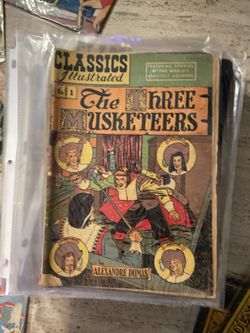 CLASSICS
Illustrated
FEATURING STORIES
BY THE WORLD'S
GREATEST AUTHORS
No. 1
The Three
Musketeers
ALEXANDRE DUMAS